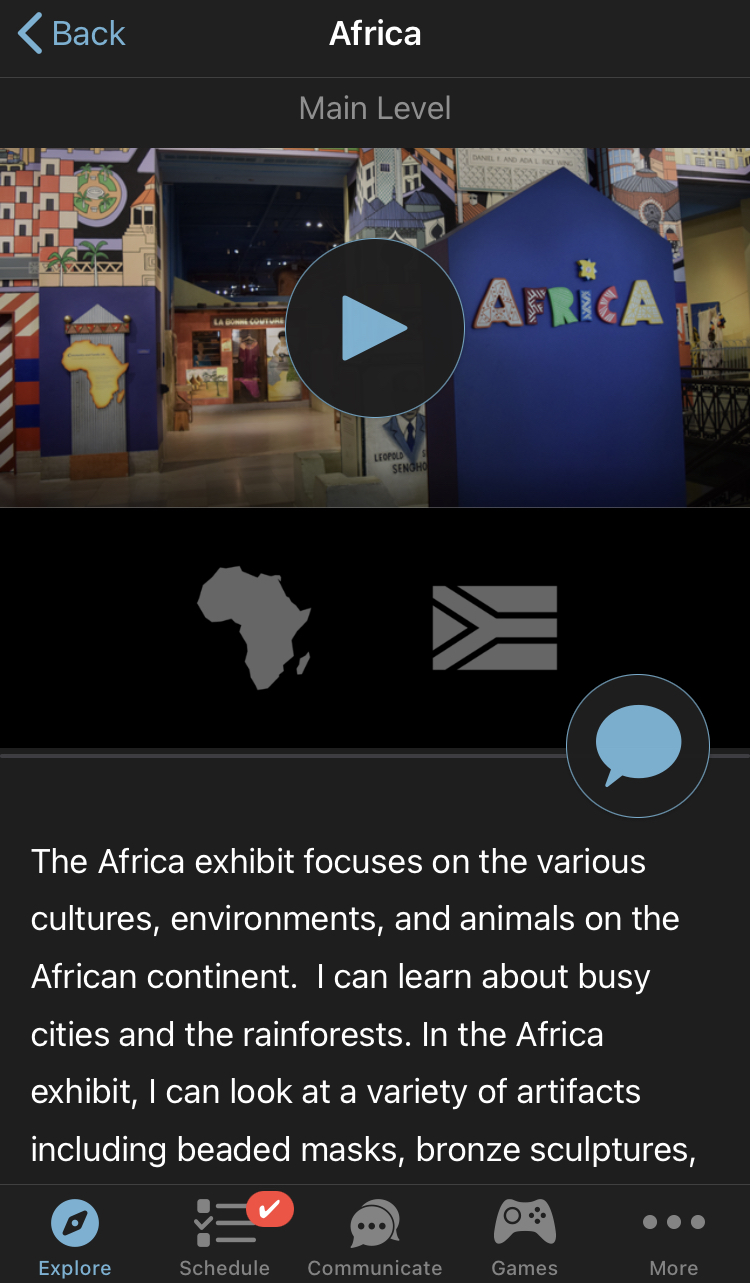 Back
Africa
Main Level
DANIEL F. AND ADA L. RICE WING
AFRICA
LA BONNE COUTURE
LEOPOLD
SENGHO
The Africa exhibit focuses on the various
cultures, environments, and animals on the
African continent.  I can learn about busy
cities and the rainforests. In the Africa
exhibit, I can look at a variety of artifacts
including beaded masks, bronze sculptures,
Explore
Schedule
Communicate
Games
More